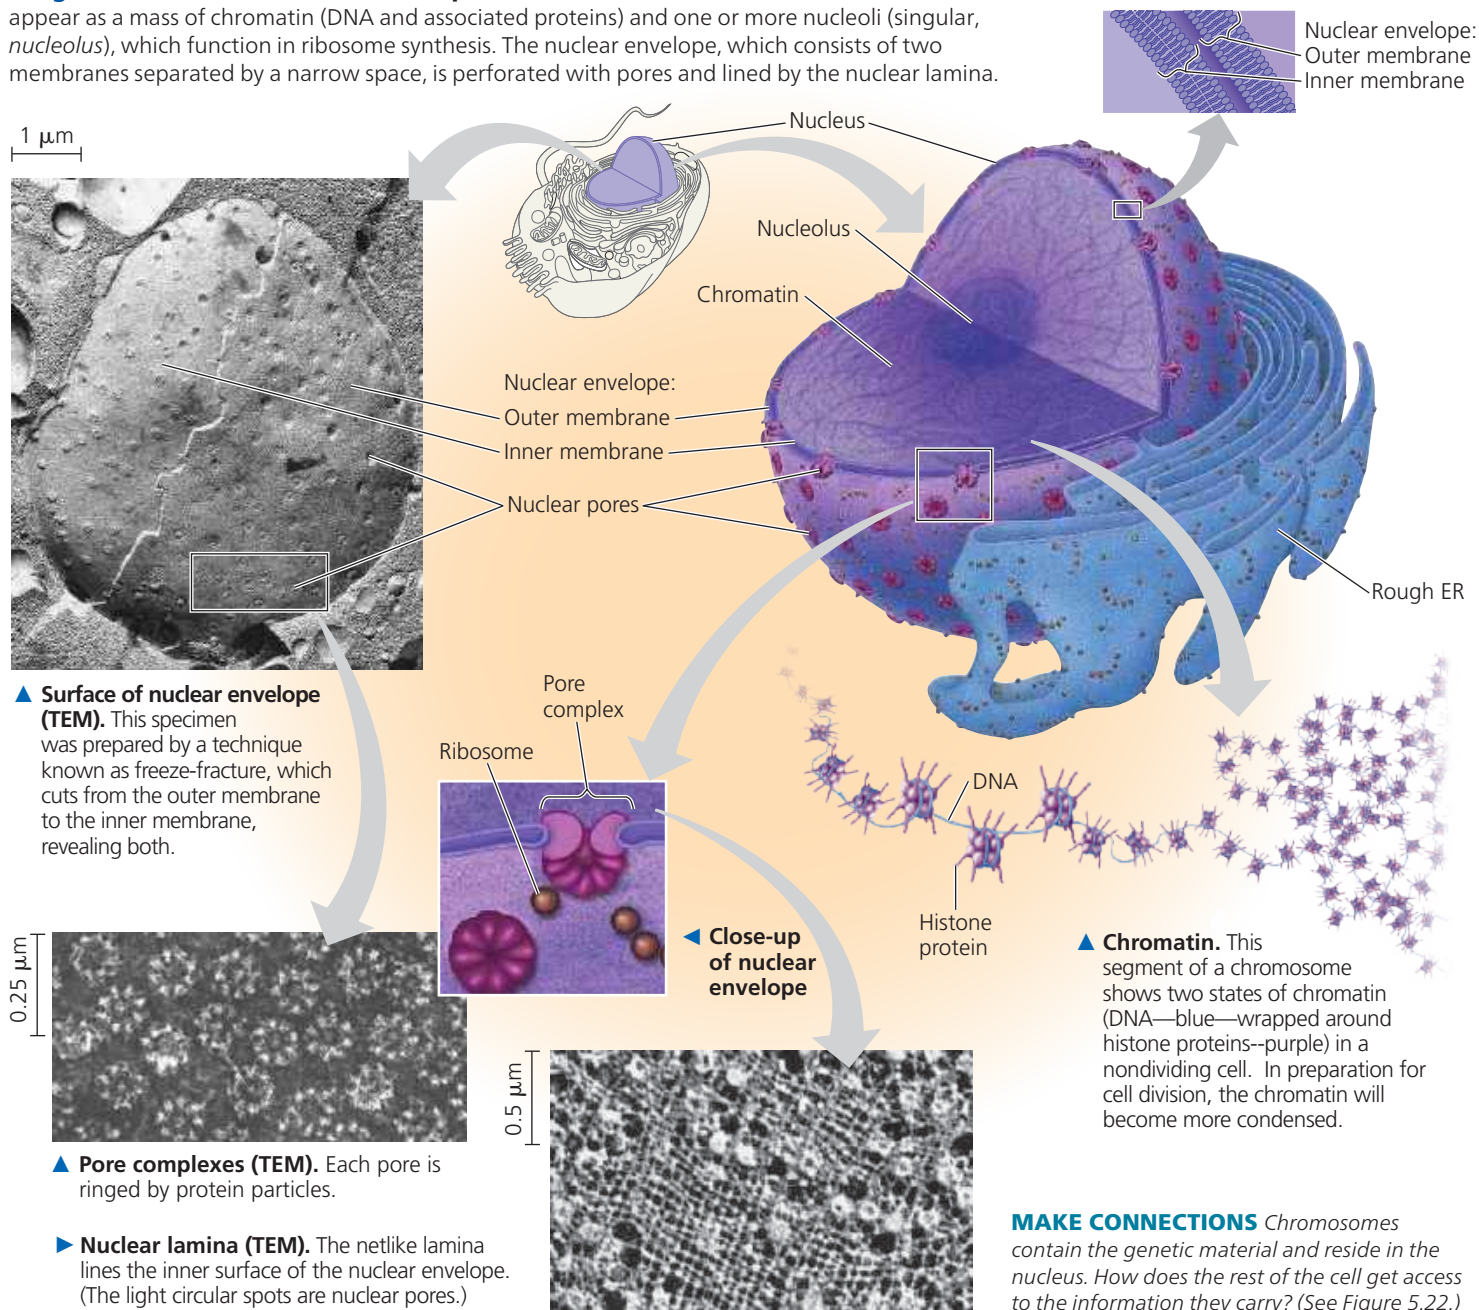 appear as a mass of chromatin (DNA and associated proteins) and one or more nucleoli (singular,
nucleolus), which function in ribosome synthesis. The nuclear envelope, which consists of two
membranes separated by a narrow space, is perforated with pores and lined by the nuclear lamina.
Nuclear envelope:
Outer membrane
Inner membrane
1 μm
Nucleus
Nucleolus
Chromatin
Nuclear envelope:
Outer membrane
Inner membrane
Nuclear pores
Rough ER
▲ Surface of nuclear envelope
(TEM). This specimen
was prepared by a technique
known as freeze-fracture, which
cuts from the outer membrane
to the inner membrane,
revealing both.
Pore
complex
Ribosome
DNA
Histone
protein
◀ Close-up
of nuclear
envelope
▲ Chromatin. This
segment of a chromosome
shows two states of chromatin
(DNA—blue—wrapped around
histone proteins--purple) in a
nondividing cell. In preparation for
cell division, the chromatin will
become more condensed.
0.25 μm
0.5 μm
▲ Pore complexes (TEM). Each pore is
ringed by protein particles.
▶ Nuclear lamina (TEM). The netlike lamina
lines the inner surface of the nuclear envelope.
(The light circular spots are nuclear pores.)
MAKE CONNECTIONS Chromosomes
contain the genetic material and reside in the
nucleus. How does the rest of the cell get access
to the information they carry? (See Figure 5.22.)